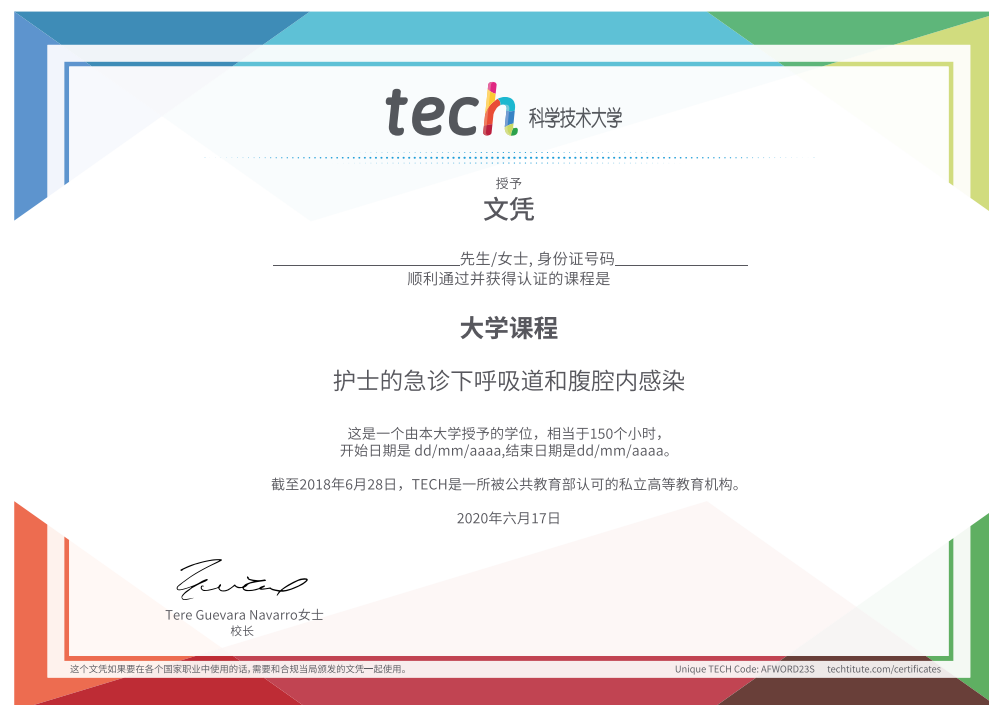 tech 科学技术大学
授予
文凭
先生/女士, 身份证号码
顺利通过并获得认证的课程是
大学课程
护士的急诊下呼吸道和腹腔内感染
这是一个由本大学授予的学位，相当于150个小时，
开始日期是 dd/mm/aaaa,结束日期是dd/mm/aaaa。
截至2018年6月28日，TECH是一所被公共教育部认可的私立高等教育机构。
2020年六月17日
Tere Guevara Navarro女士
校长
这个文凭如果要在各个国家职业中使用的话,需要和合规当局颁发的文凭一起使用。
Unique TECH Code: AFWORD23S techtitute.com/certificates